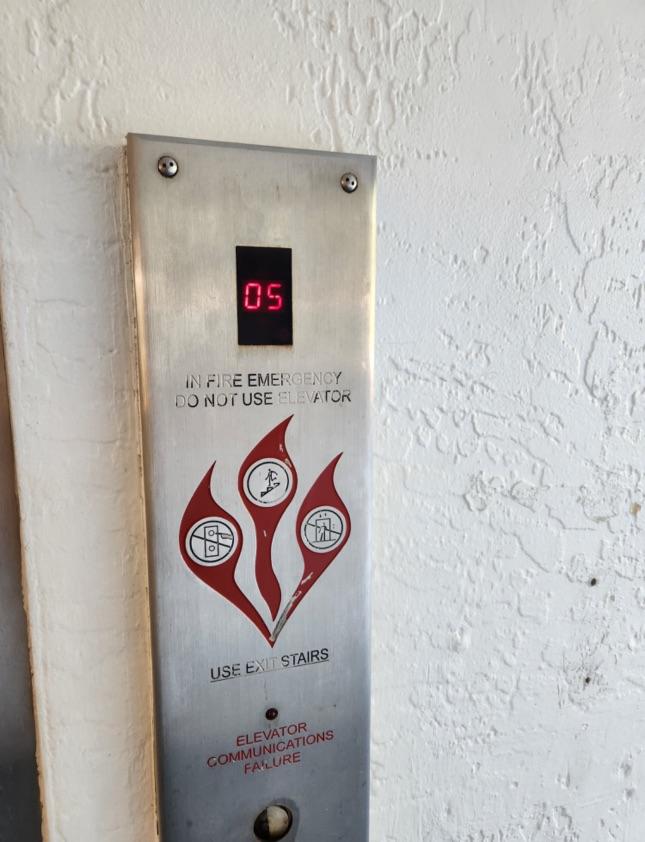 05
IN FIRE EMERGENCY
DO NOT USE ELEVATOR
USE EXIT STAIRS
ELEVATOR
COMMUNICATIONS
FAILURE